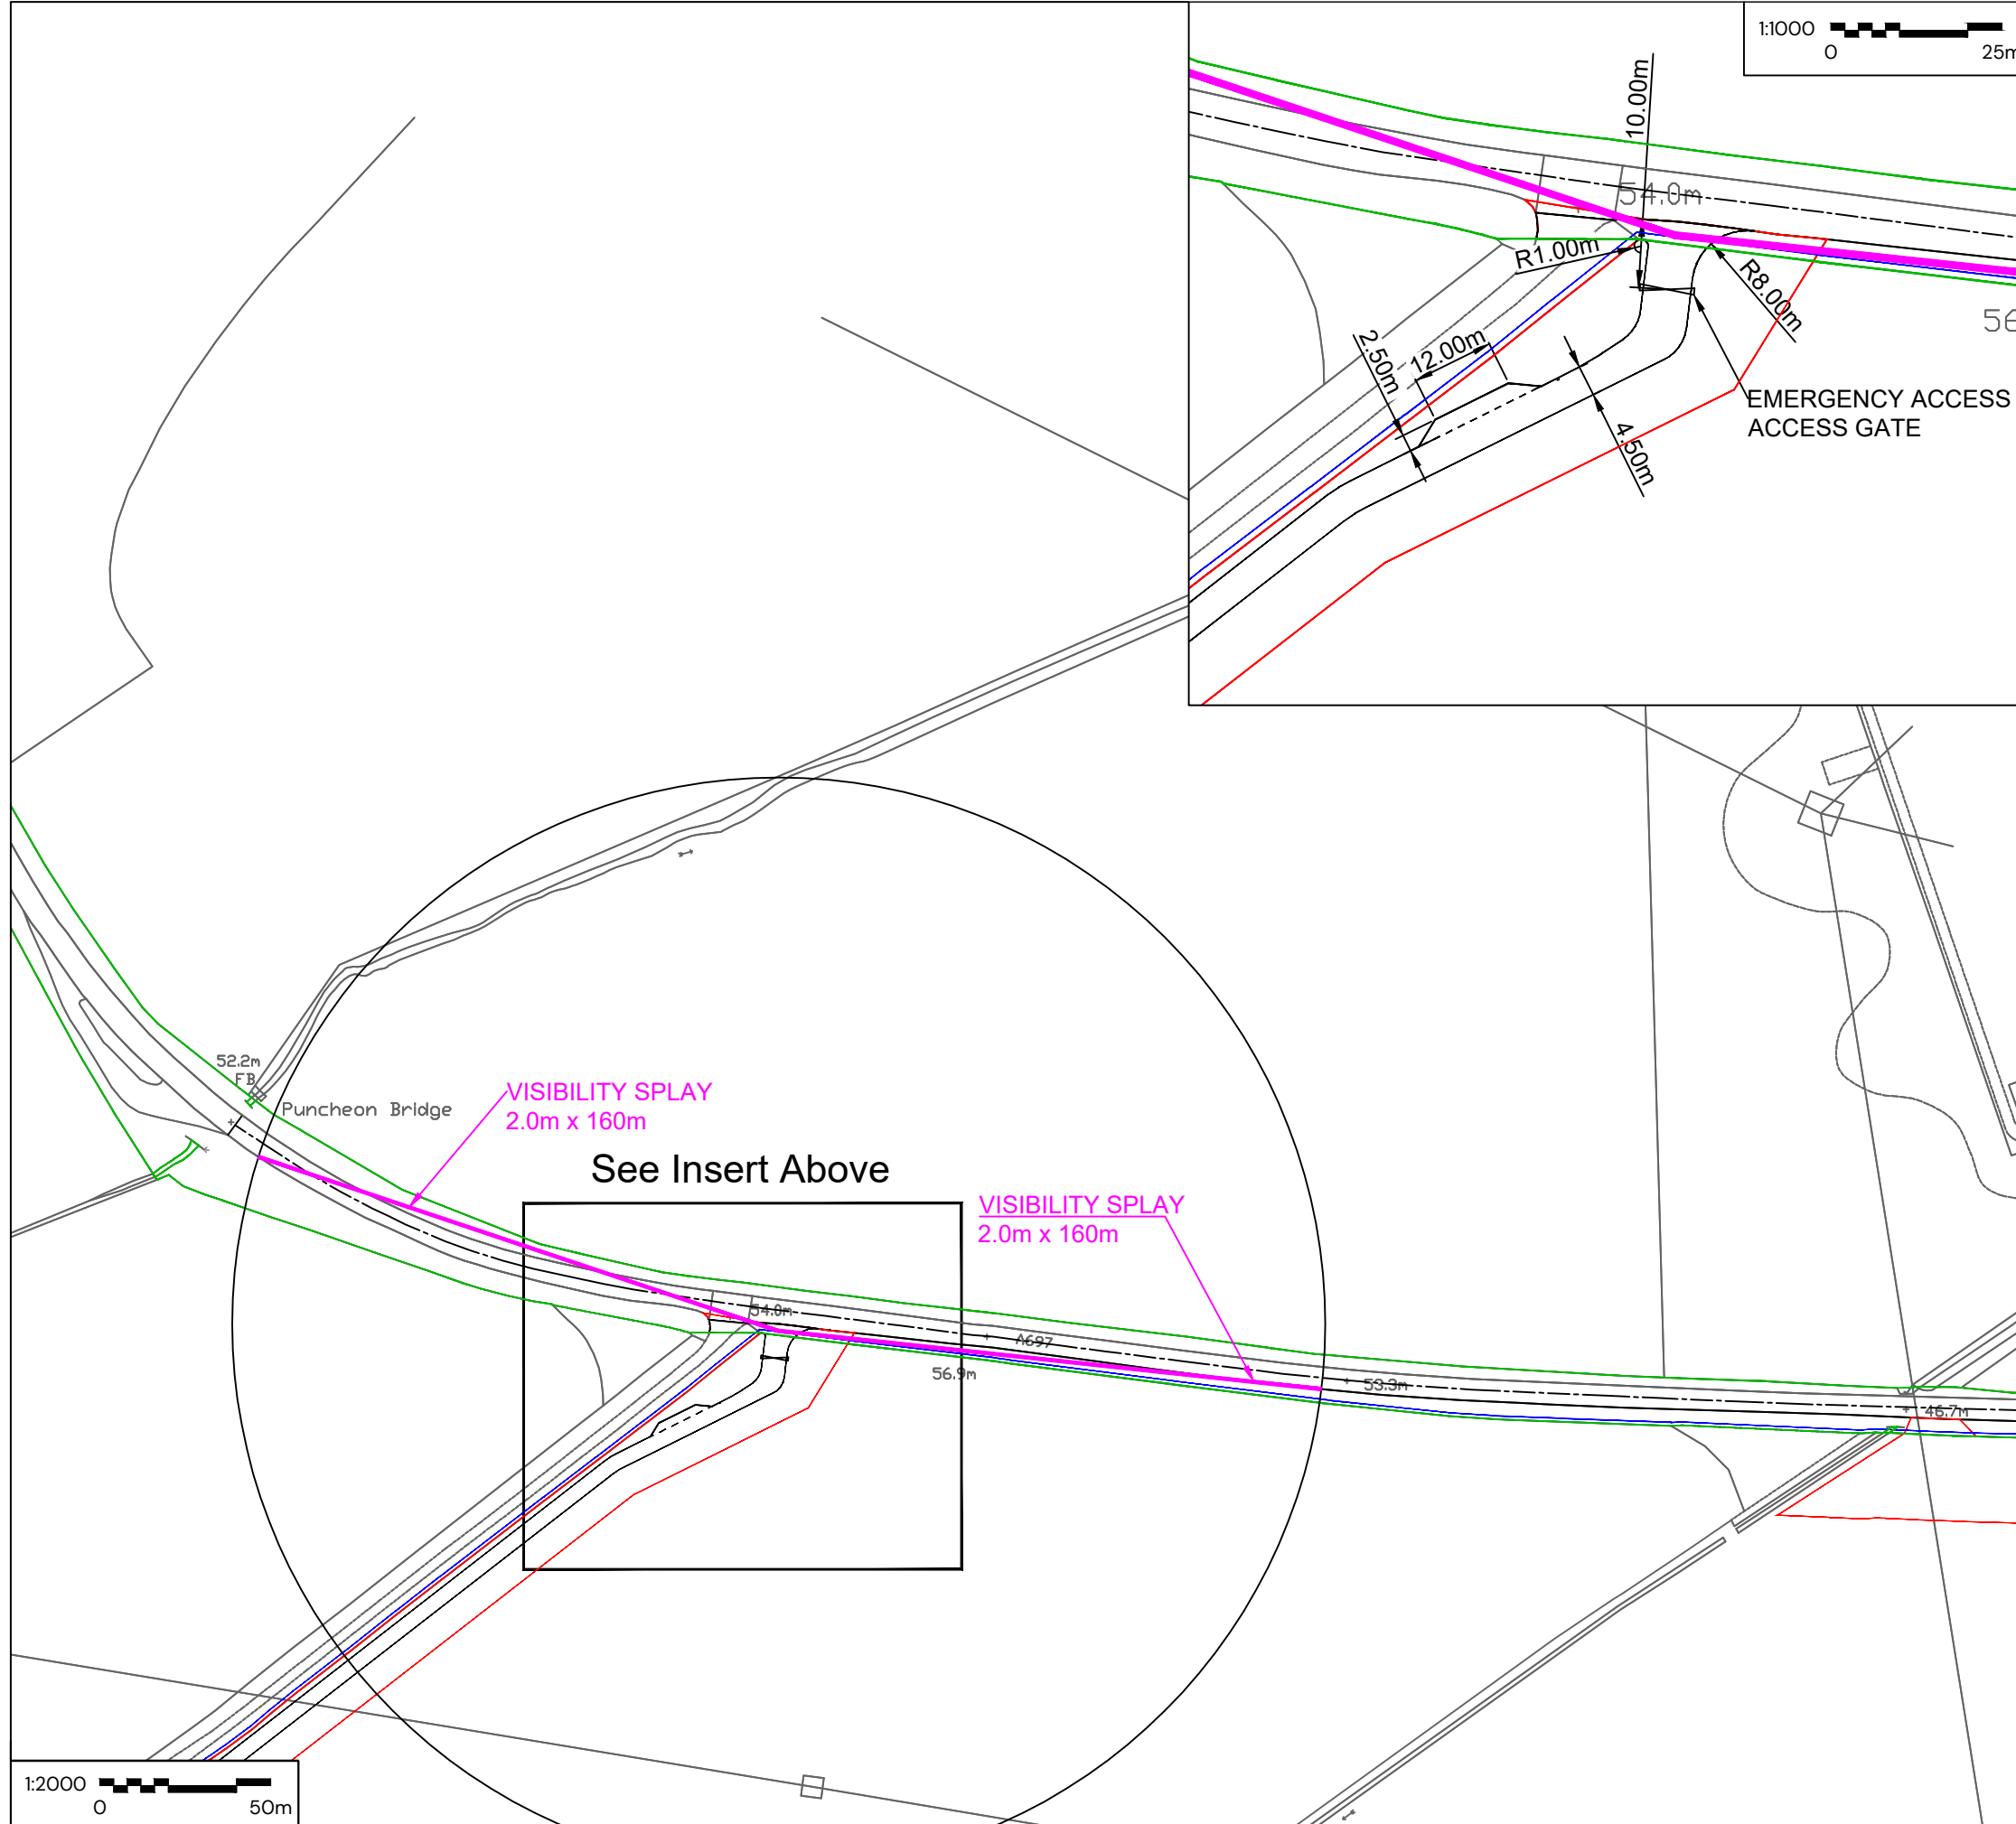 1:1000
0 25m
10.00m
54.0m
R1.00m
R8.00m
56
2.50m
12.00m
4.50m
EMERGENCY ACCESS
ACCESS GATE
52.2m
FB
Puncheon Bridge
VISIBILITY SPLAY
2.0m x 160m
See Insert Above
VISIBILITY SPLAY
2.0m x 160m
54.0m
A697
56.9m
53.3m
46.7m
1:2000
0 50m